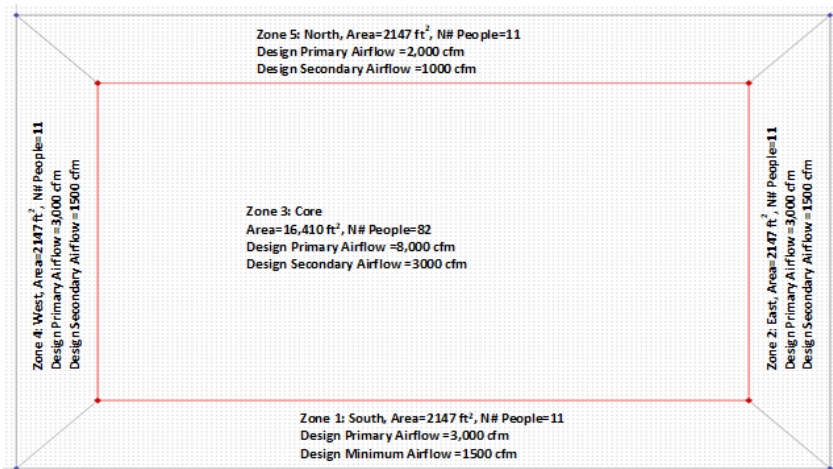 Zone 5: North, Area=2147 ft², N# People=11
Design Primary Airflow =2,000 cfm
Design Secondary Airflow =1000 cfm
Zone 4: West, Area=2147 ft², N# People=11
Design Primary Airflow =3,000 cfm
Design Secondary Airflow =1500 cfm
Zone 3: Core
Area=16,410 ft², N# People=82
Design Primary Airflow =8,000 cfm
Design Secondary Airflow =3000 cfm
Zone 2: East, Area=2147 ft², N# People=11
Design Primary Airflow =3,000 cfm
Design Secondary Airflow =1500 cfm
Zone 1: South, Area=2147 ft², N# People=11
Design Primary Airflow =3,000 cfm
Design Minimum Airflow =1500 cfm